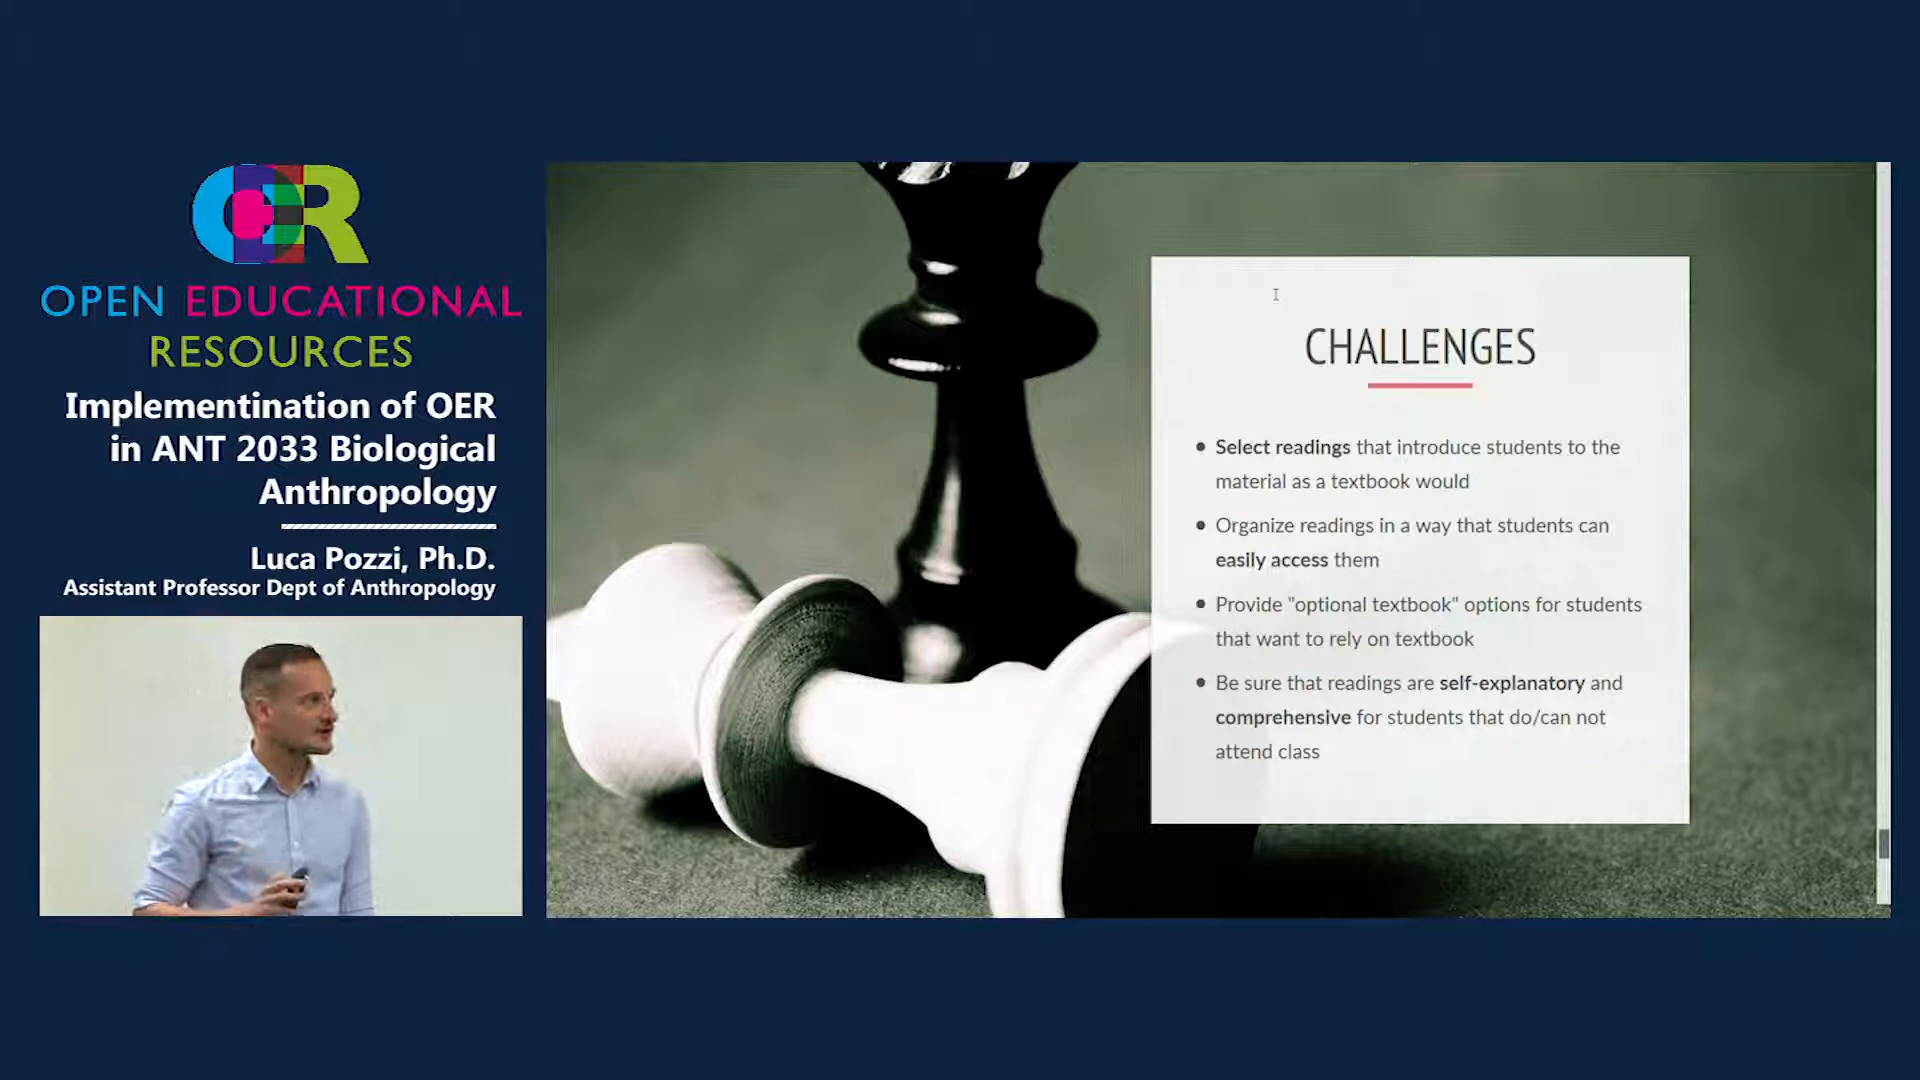 OER
OPEN EDUCATIONAL
RESOURCES
Implementination of OER
in ANT 2033 Biological
Anthropology
Luca Pozzi, Ph.D.
Assistant Professor Dept of Anthropology
CHALLENGES
• Select readings that introduce students to the
material as a textbook would
• Organize readings in a way that students can
easily access them
• Provide "optional textbook" options for students
that want to rely on textbook
• Be sure that readings are self-explanatory and
comprehensive for students that do/can not
attend class